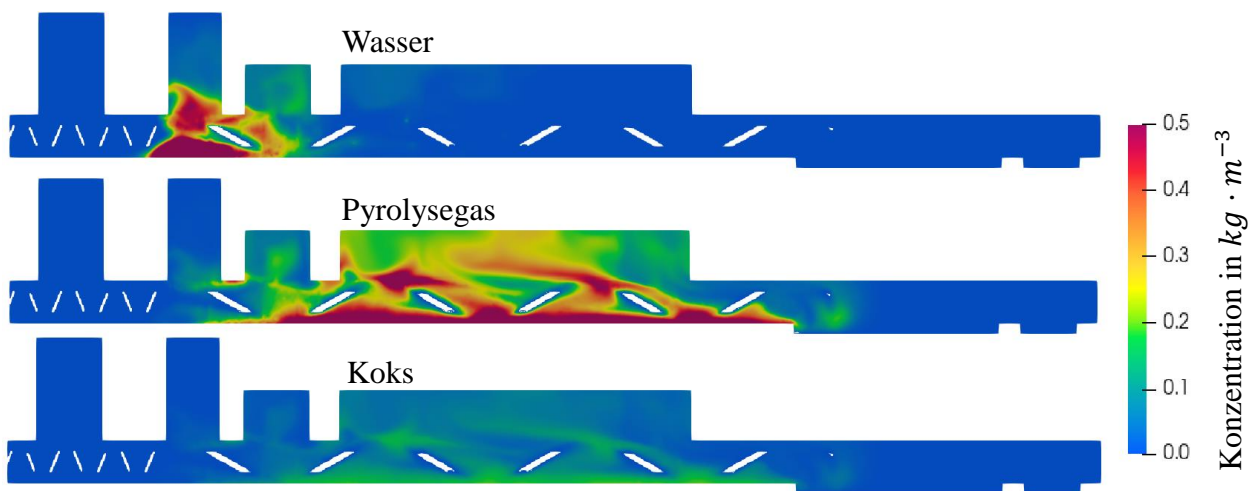 Wasser
Pyrolysegas
Koks
0.5
0.4
0.3
0.2
0.1
0.0
Konzentration in kg · m⁻³